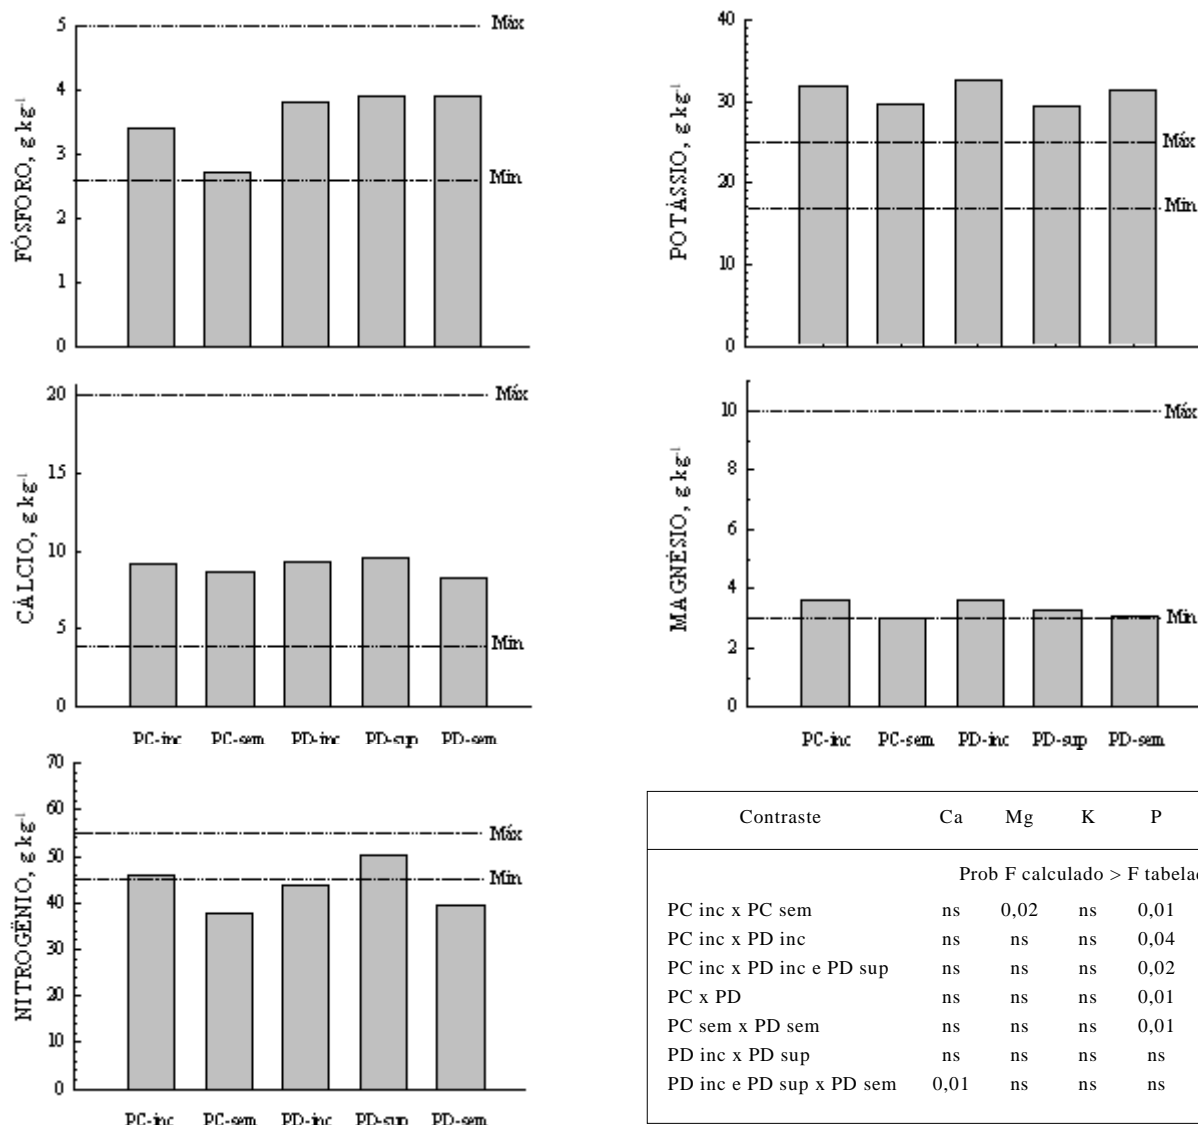 FÓSFORO, g kg⁻¹
5
4
3
2
1
0
Máx
Min
POTÁSSIO, g kg⁻¹
40
30
20
10
0
Máx
Min
CÁLCIO, g kg⁻¹
20
15
10
5
0
Máx
Min
PC-inc PC-sem PD-inc PD-sup PD-sem
MAGNÉSIO, g kg⁻¹
10
8
6
4
2
0
Máx
Min
PC-inc PC-sem PD-inc PD-sup PD-sem
NITROGÊNIO, g kg⁻¹
70
60
50
40
30
20
10
0
Máx
Min
PC-inc PC-sem PD-inc PD-sup PD-sem
Contraste Ca Mg K P
Prob F calculado > F tabelad
PC inc x PC sem ns 0,02 ns 0,01
PC inc x PD inc ns ns ns 0,04
PC inc x PD inc e PD sup ns ns ns 0,02
PC x PD ns ns ns 0,01
PC sem x PD sem ns ns ns 0,01
PD inc x PD sup ns ns ns ns
PD inc e PD sup x PD sem 0,01 ns ns ns